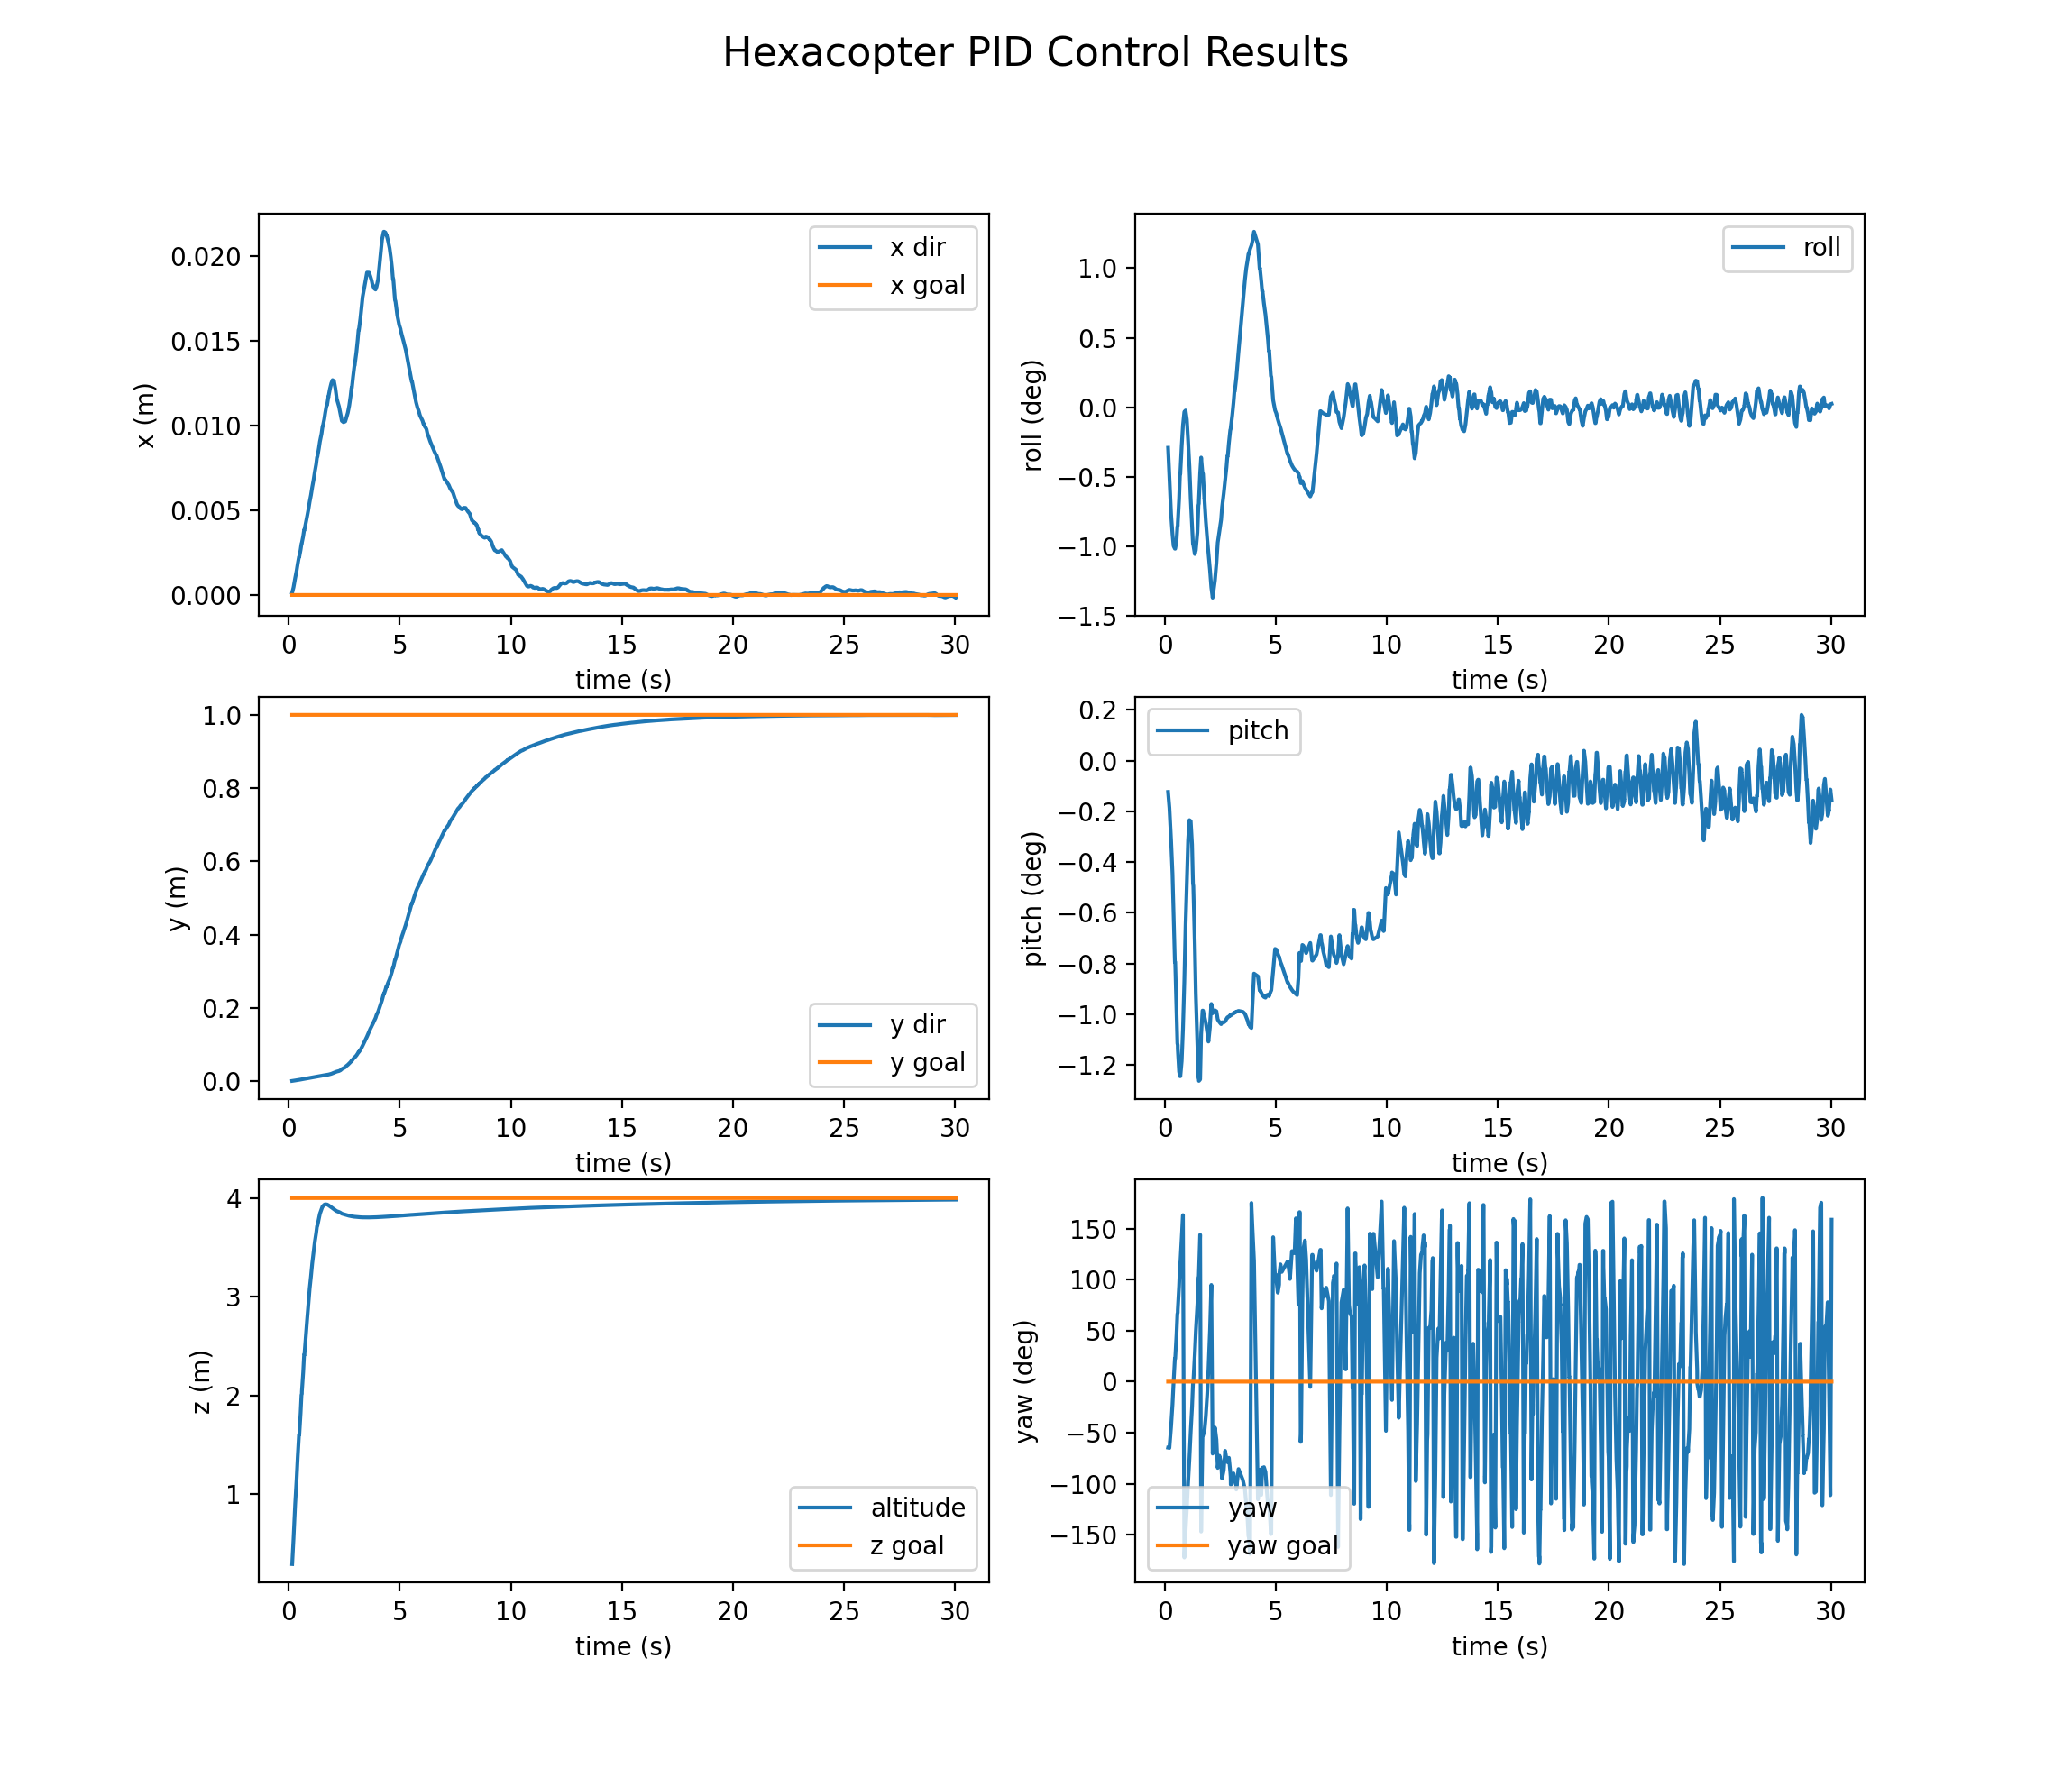 Hexacopter PID Control Results
0.020
0.015
0.010
0.005
0.000
x (m)
x dir
x goal
0 5 10 15 20 25 30
time (s)
1.0
0.5
0.0
−0.5
−1.0
−1.5
roll (deg)
roll
0 5 10 15 20 25 30
time (s)
1.0
0.8
0.6
0.4
0.2
0.0
y (m)
y dir
y goal
0 5 10 15 20 25 30
time (s)
0.2
0.0
−0.2
−0.4
−0.6
−0.8
−1.0
−1.2
pitch (deg)
pitch
0 5 10 15 20 25 30
time (s)
4
3
2
1
z (m)
altitude
z goal
0 5 10 15 20 25 30
time (s)
150
100
50
0
−50
−100
−150
yaw (deg)
yaw
yaw goal
0 5 10 15 20 25 30
time (s)